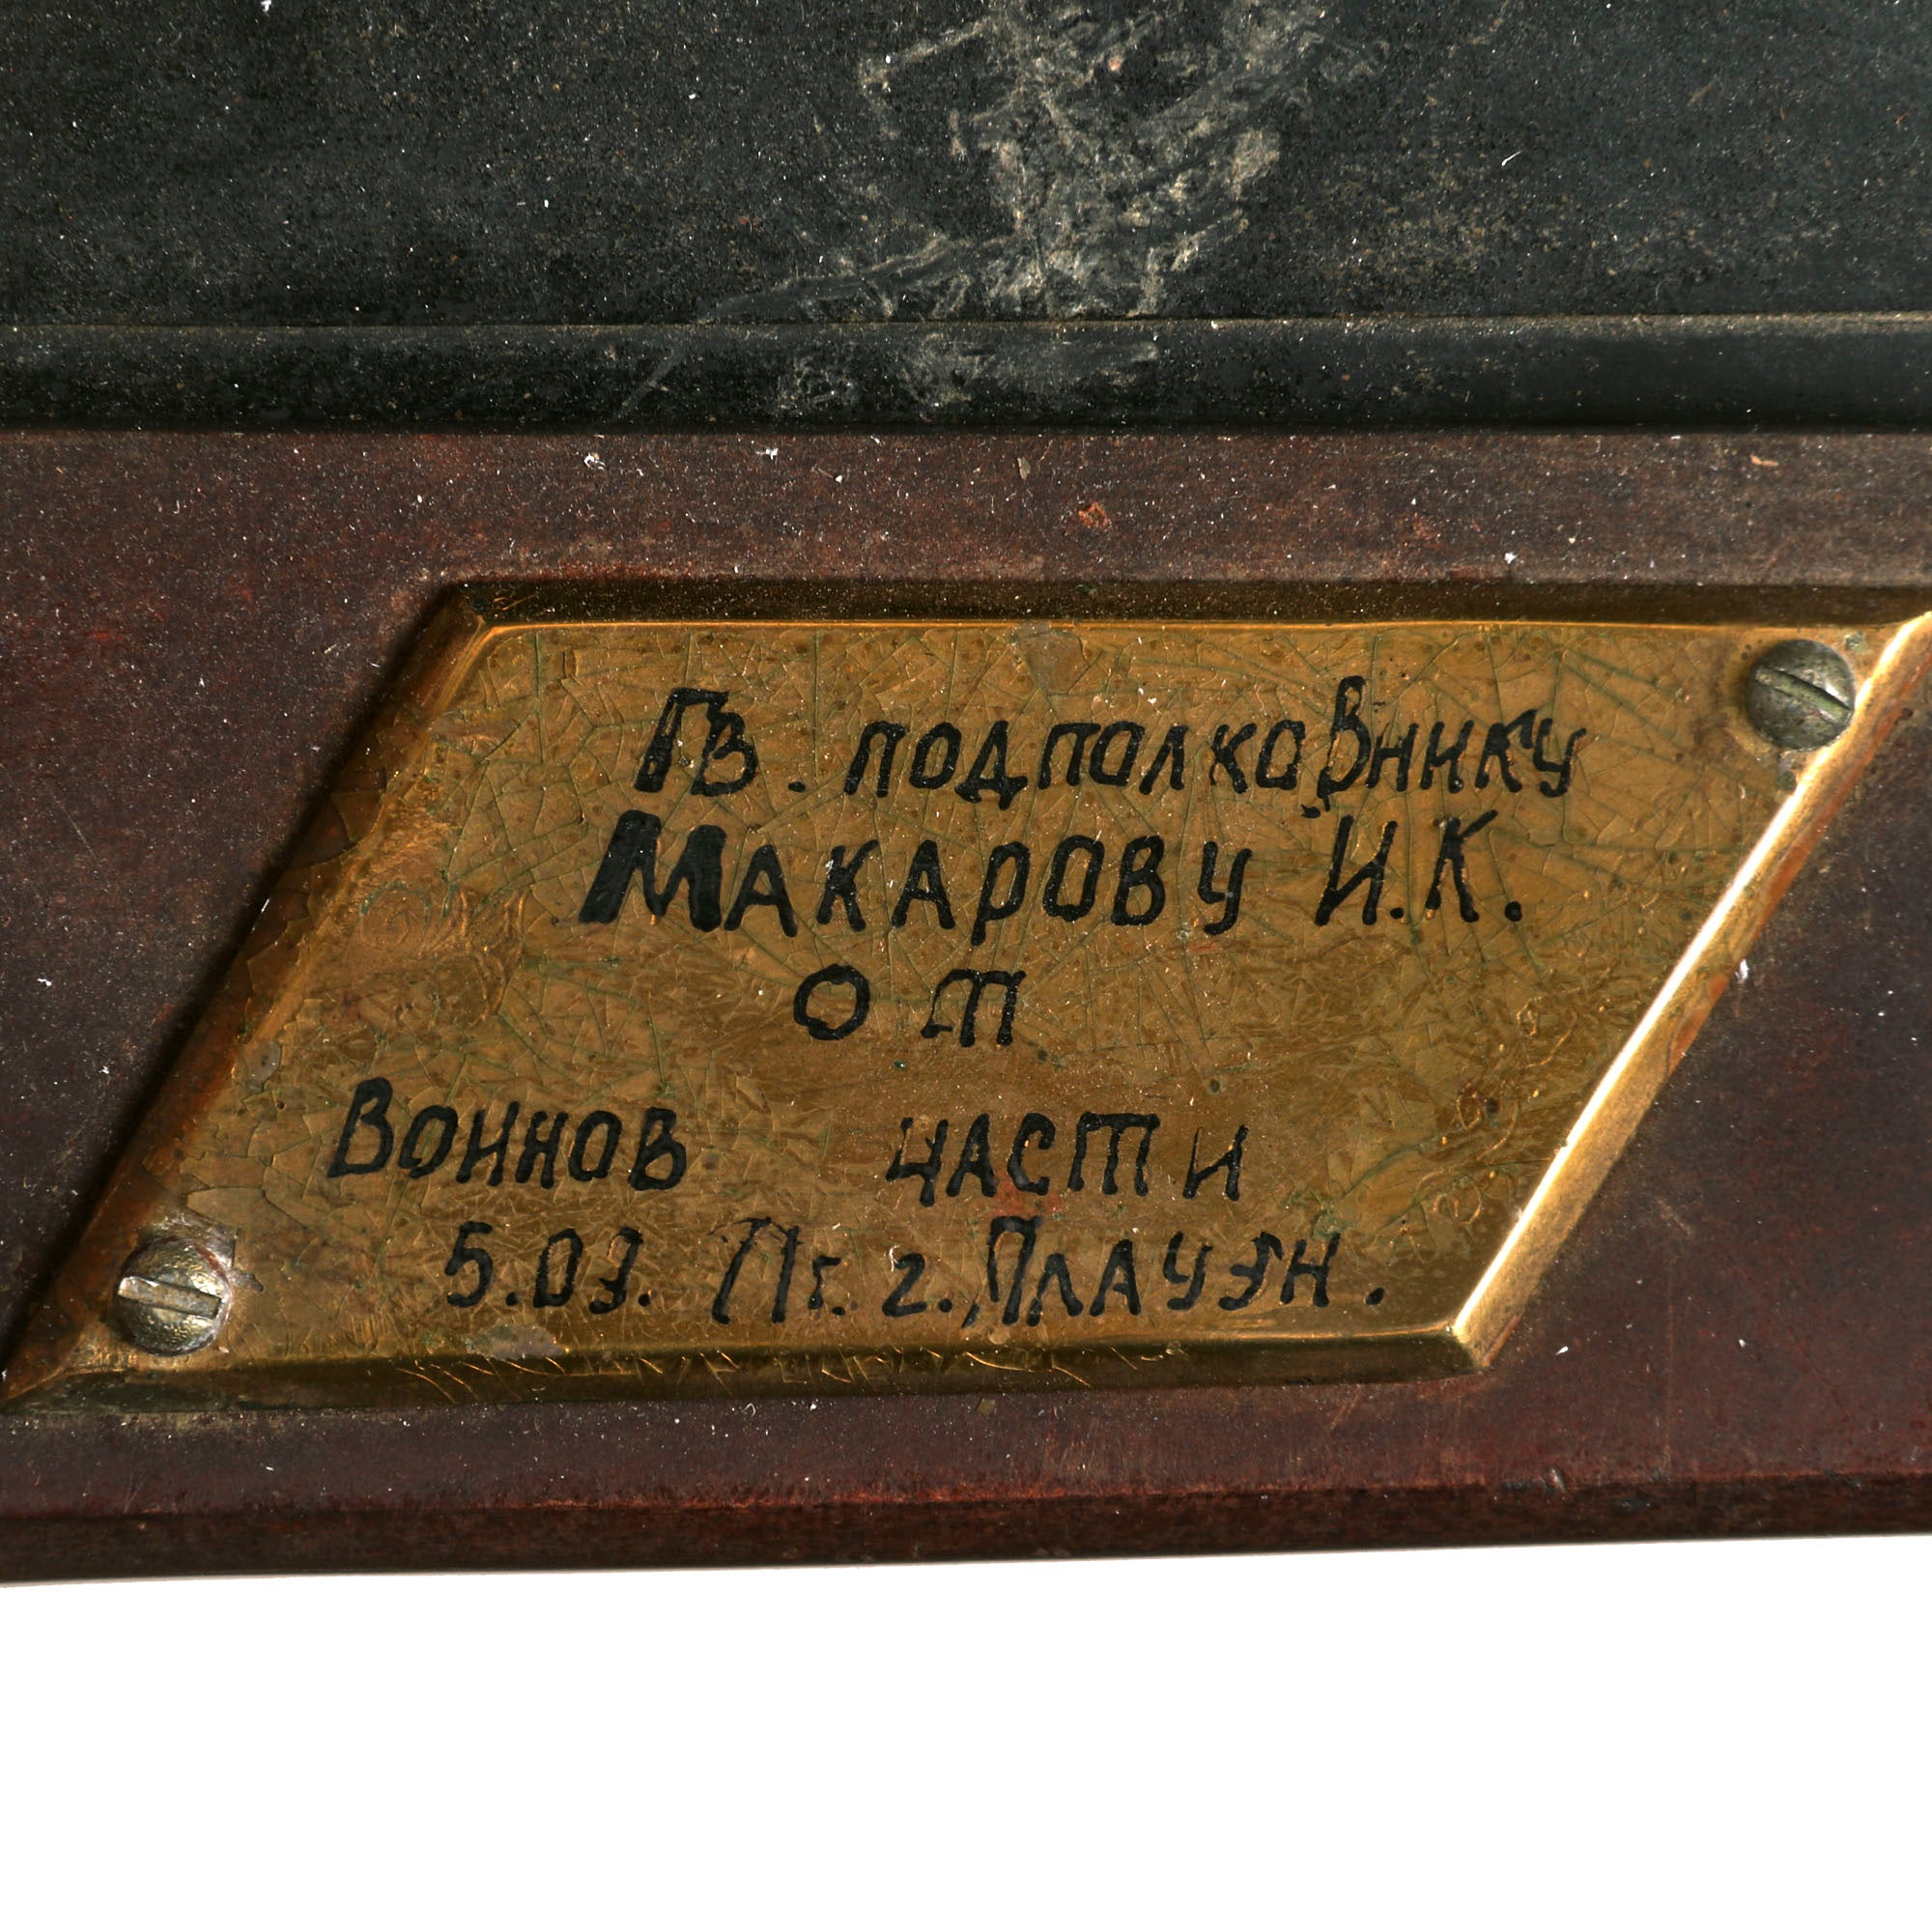 Гв. подполковнику
Макарову И.К.
от
Воинов части
5.03. 71г. г. Плауэн.